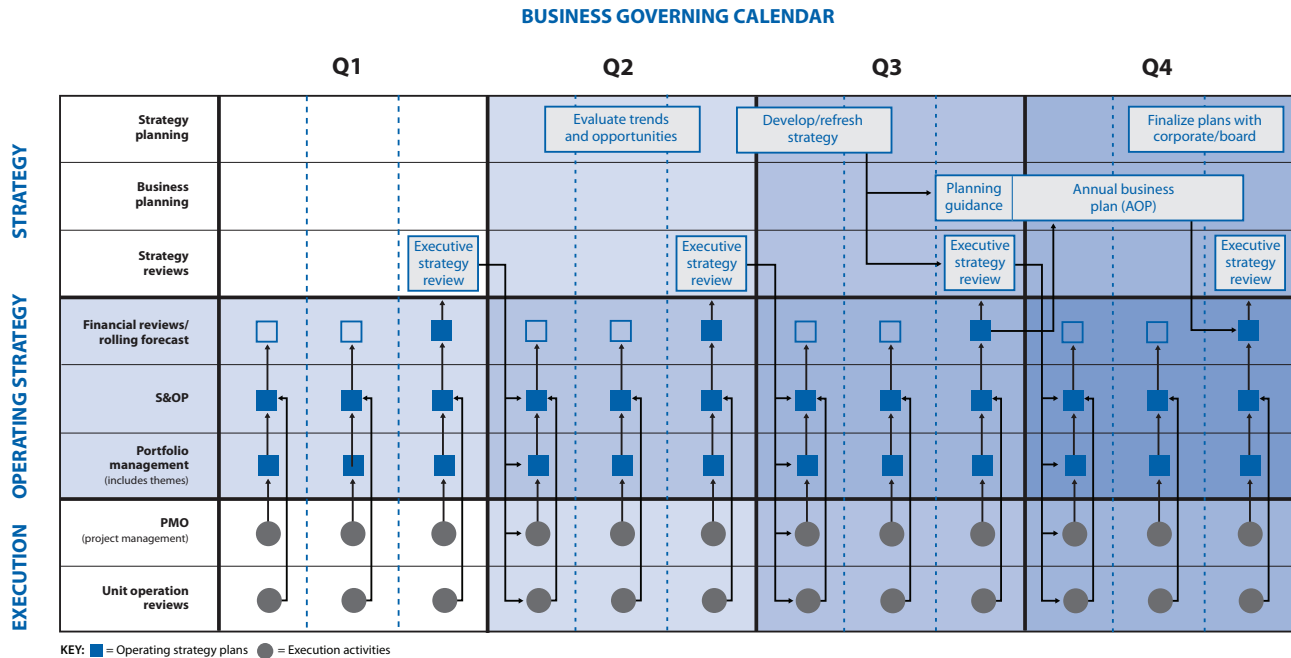 BUSINESS GOVERNING CALENDAR
Q1
Q2
Q3
Q4
STRATEGY
Strategy
planning
Evaluate trends
and opportunities
Develop/refresh
strategy
Finalize plans with
corporate/board
Business
planning
Planning
guidance
Annual business
plan (AOP)
Strategy
reviews
Executive
strategy
review
Executive
strategy
review
Executive
strategy
review
Executive
strategy
review
OPERATING STRATEGY
Financial reviews/
rolling forecast
S&OP
Portfolio
management
(includes themes)
EXECUTION
PMO
(project management)
Unit operation
reviews
KEY: = Operating strategy plans = Execution activities